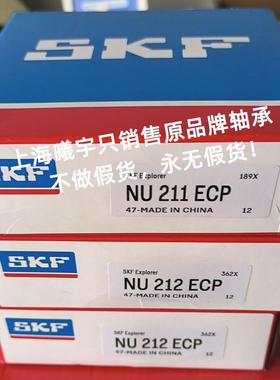 SKF
上海曦宇只销售原品牌轴承
不做假货，永无假货！
SKF
SKF Explorer 189X
NU 211 ECP
47-MADE IN CHINA 12
SKF
SKF Explorer 362X
NU 212 ECP
47-MADE IN CHINA 12
SKF
SKF Explorer 362X
NU 212 ECP
47-MADE IN CHINA 12